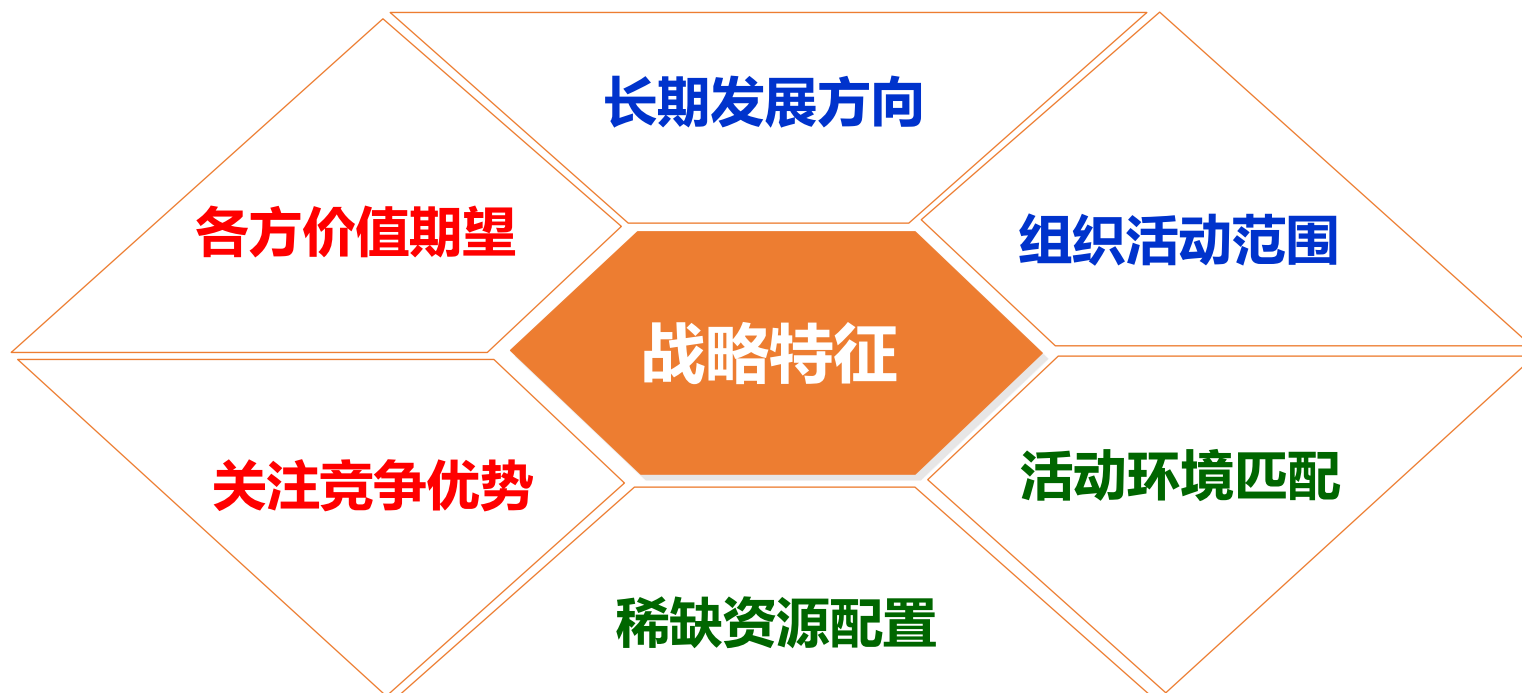 长期发展方向
各方价值期望
组织活动范围
战略特征
关注竞争优势
活动环境匹配
稀缺资源配置